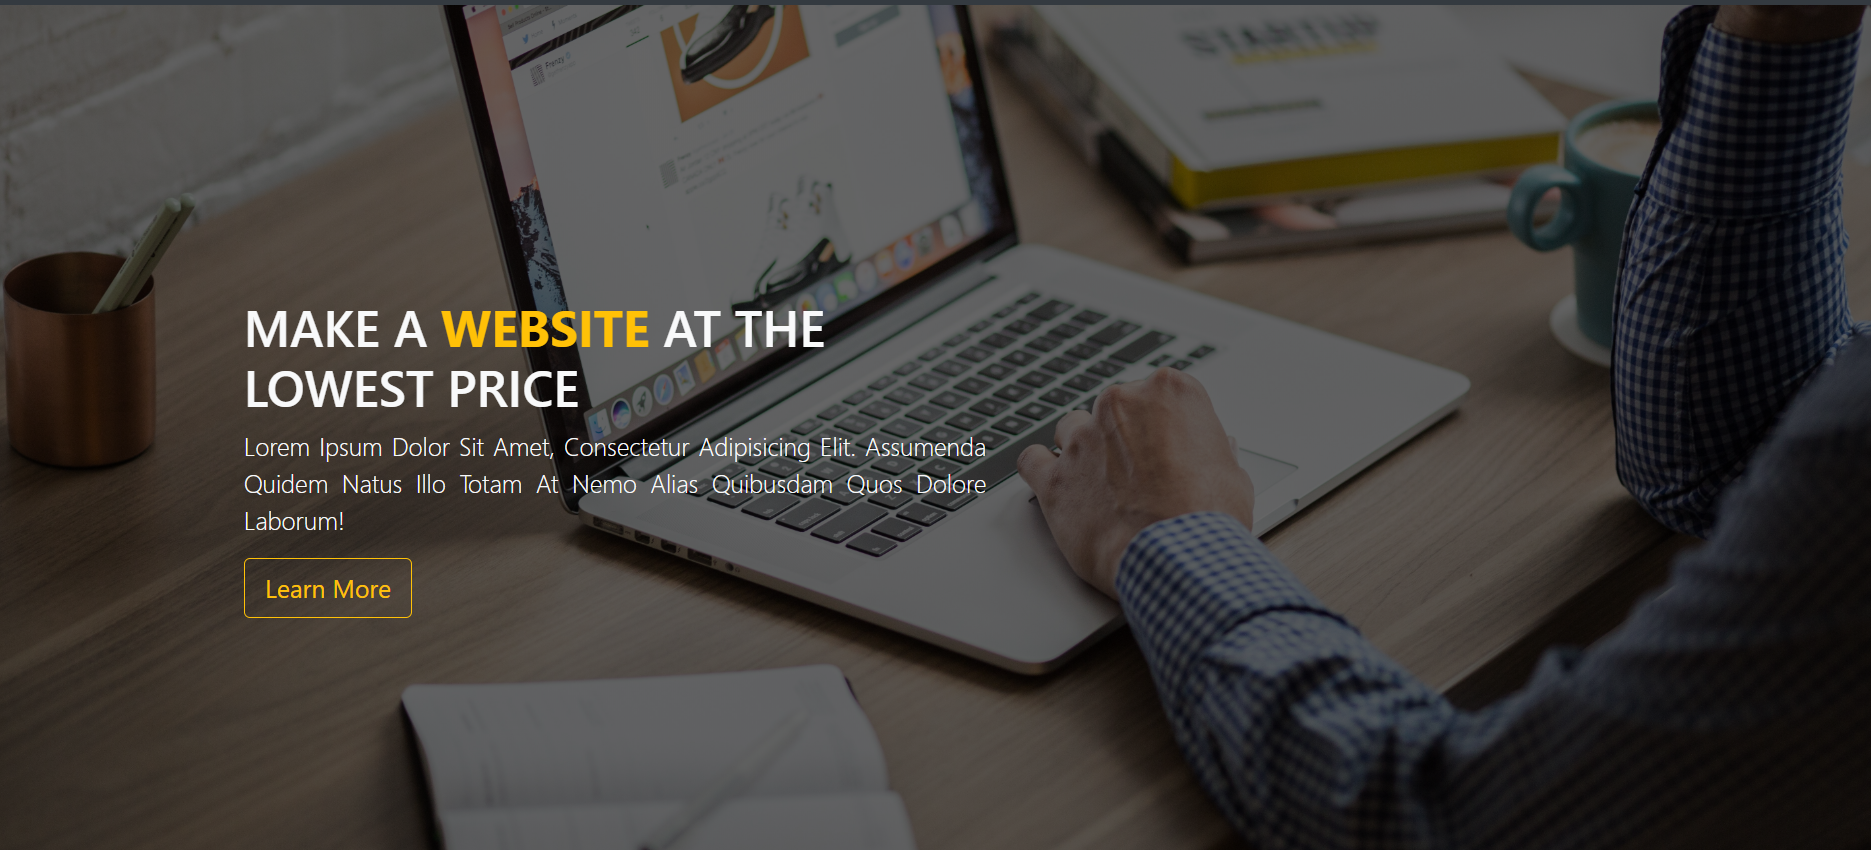 STARTUP
MAKE A WEBSITE AT THE
LOWEST PRICE
Lorem Ipsum Dolor Sit Amet, Consectetur Adipisicing Elit. Assumenda
Quidem Natus Illo Totam At Nemo Alias Quibusdam Quos Dolore
Laborum!
Learn More